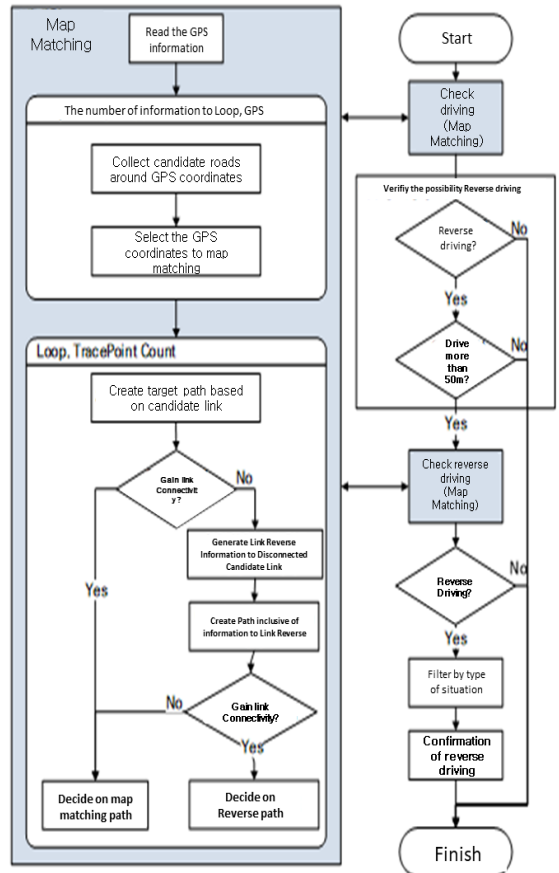 Map
Matching
Read the GPS
information
The number of information to Loop, GPS
Collect candidate roads
around GPS coordinates
Select the GPS
coordinates to map
matching
Loop, TracePoint Count
Create target path based
on candidate link
Gain link
Connectivit
y?
No
Yes
Generate Link Reverse
Information to Disconnected
Candidate Link
Create Path inclusive of
information to Link Reverse
Gain link
Connectivity?
No
Yes
Decide on map
matching path
Decide on
Reverse path
Start
Check
driving
(Map
Matching)
Verifiy the possibility Reverse driving
Reverse
driving?
No
Yes
Drive
more
than
50m?
No
Yes
Check reverse
driving
(Map
Matching)
Reverse
Driving?
No
Yes
Filter by type
of situation
Confirmation
of reverse
driving
Finish